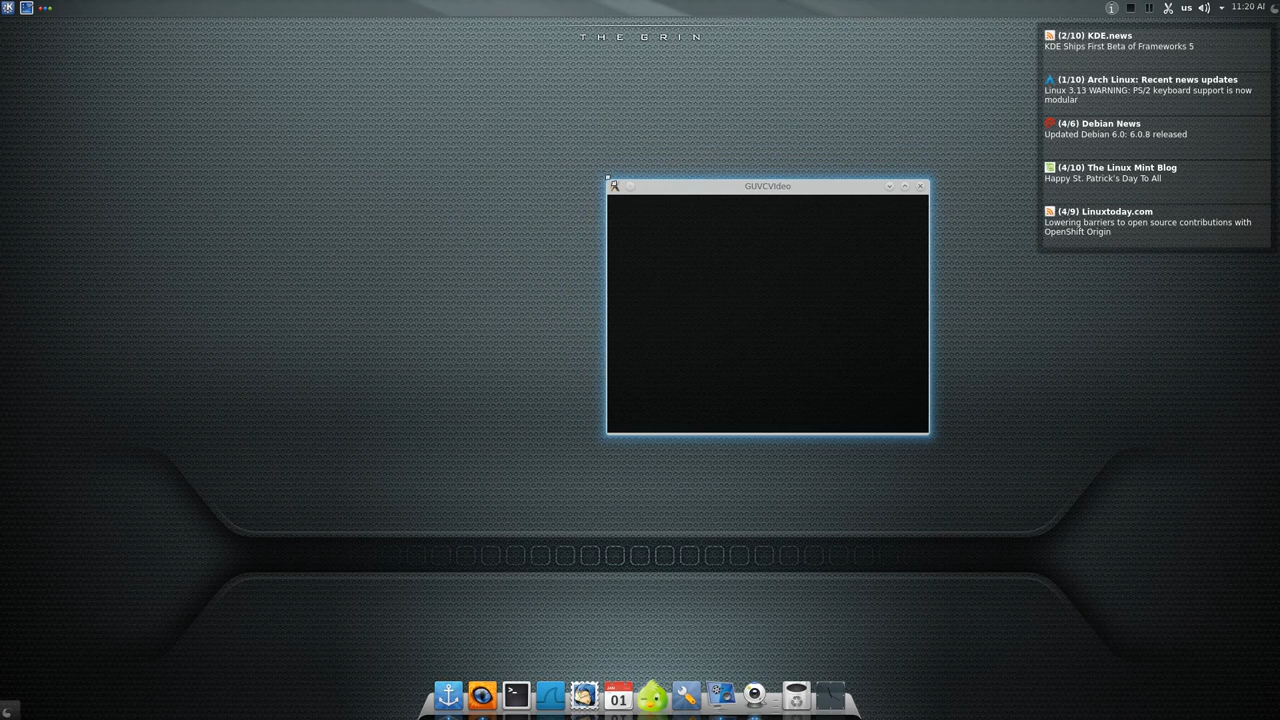 us
11:20 AI
THE GRIN
(2/10) KDE.news
KDE Ships First Beta of Frameworks 5
(1/10) Arch Linux: Recent news updates
Linux 3.13 WARNING: PS/2 keyboard support is now
modular
(4/6) Debian News
Updated Debian 6.0: 6.0.8 released
(4/10) The Linux Mint Blog
Happy St. Patrick's Day To All
(4/9) Linuxtoday.com
Lowering barriers to open source contributions with
OpenShift Origin
GUVCVIdeo
JAN
01